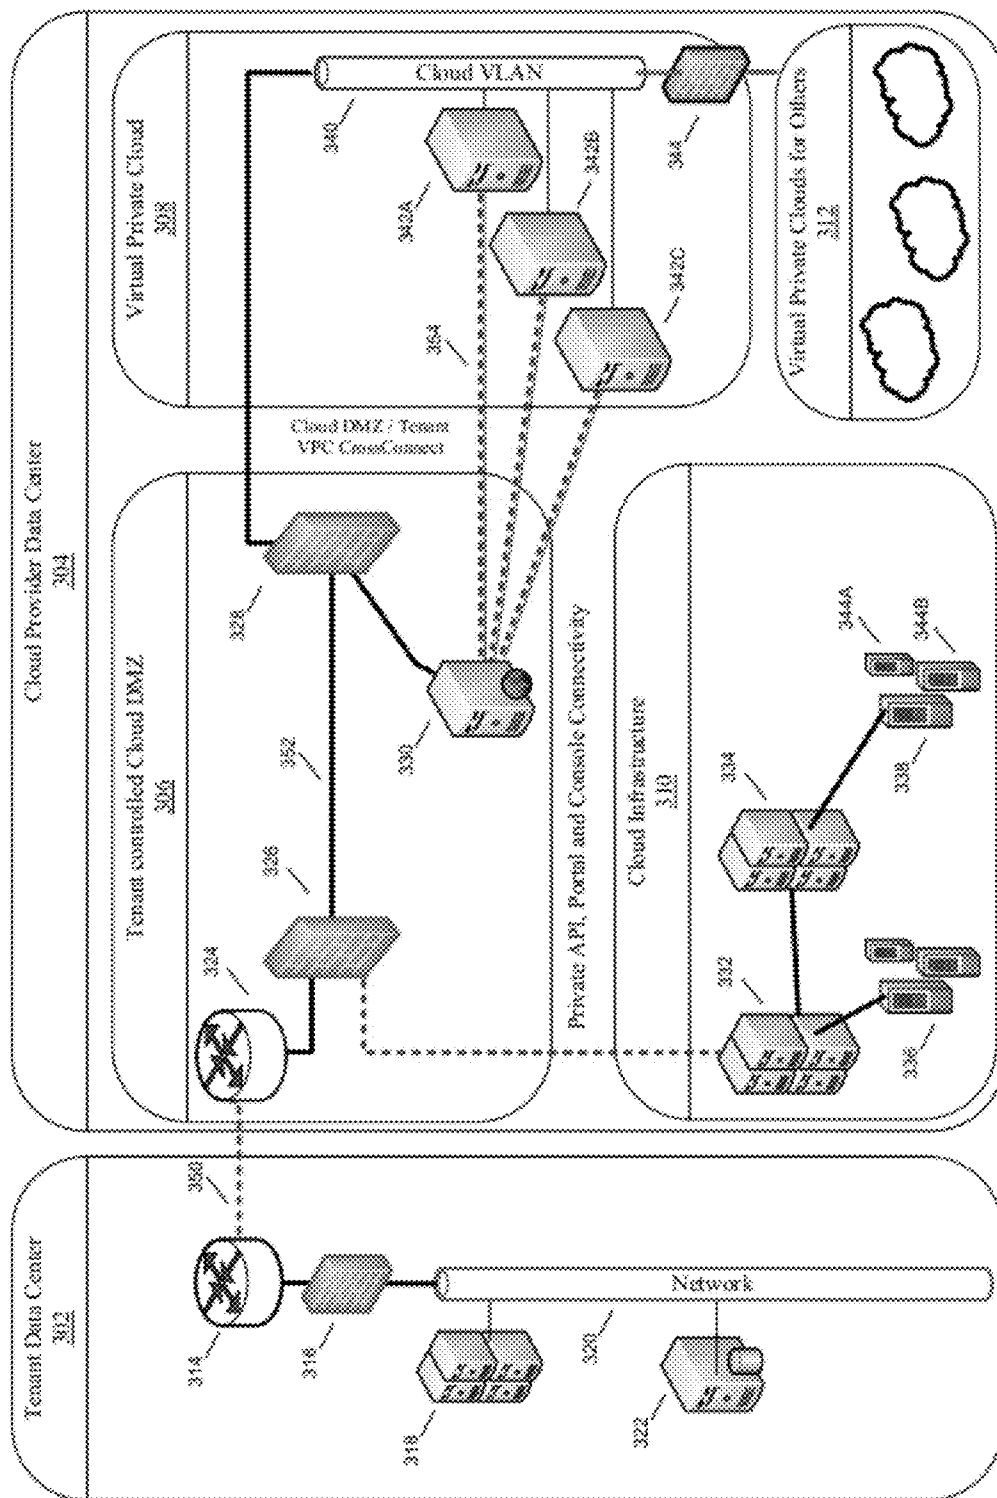 Tenant Data Center
302
314
316
318
320
Network
322
350
Cloud Provider Data Center
304
Tenant controlled Cloud DMZ
306
324
326
352
328
330
Cloud DMZ / Tenant
VPC CrossConnect
Virtual Private Cloud
308
340
Cloud VLAN
342A
342B
342C
354
344
Private API, Portal and Console Connectivity
Cloud Infrastructure
310
332
334
336
338
344A
344B
Virtual Private Clouds for Others
312